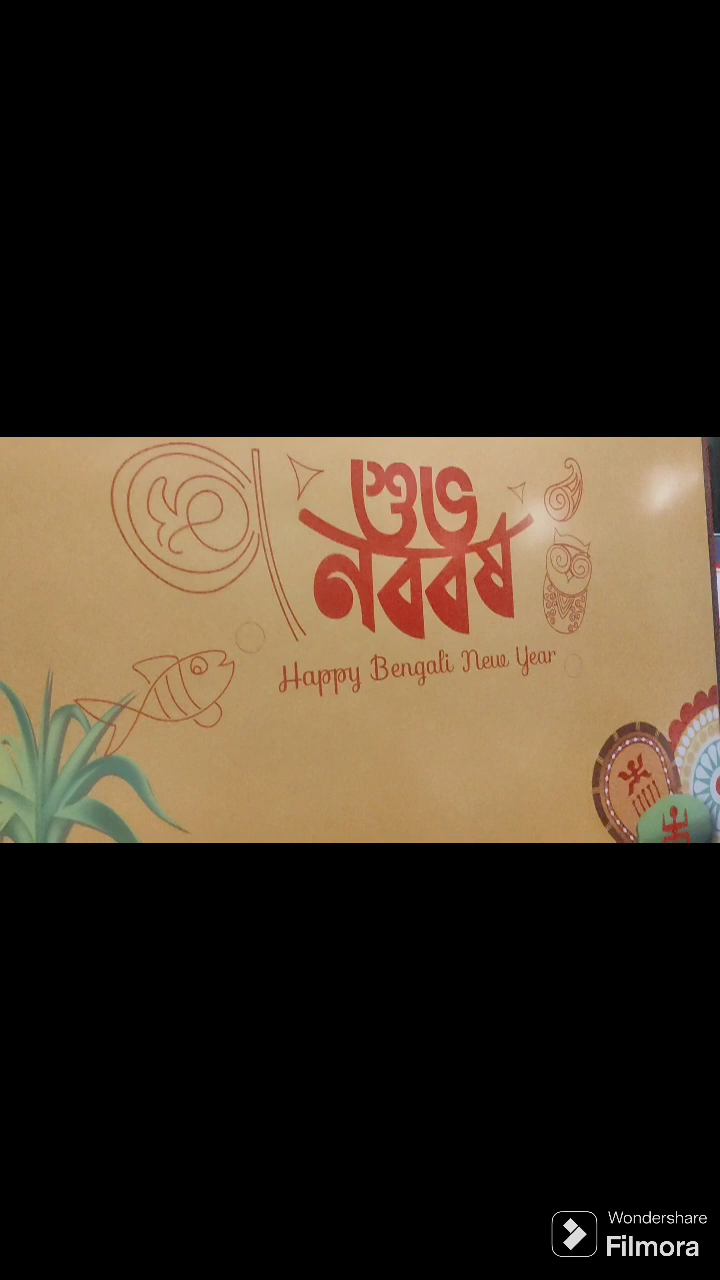 শুভ
নববর্ষ
Happy Bengali New Year
Wondershare
Filmora